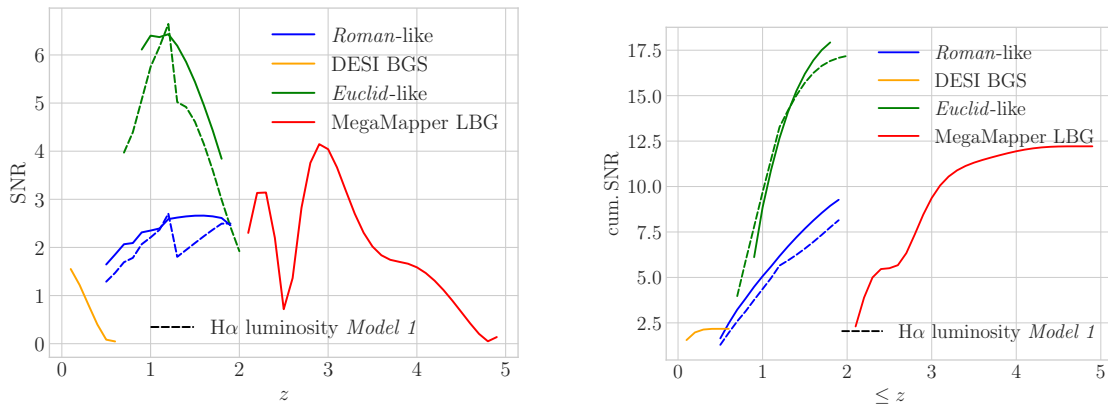 6
5
4
3
2
1
0
SNR
0
1
2
3
4
5
z
Roman-like
DESI BGS
Euclid-like
MegaMapper LBG
Hα luminosity Model 1
17.5
15.0
12.5
10.0
7.5
5.0
2.5
cum. SNR
0
1
2
3
4
5
≤ z
Roman-like
DESI BGS
Euclid-like
MegaMapper LBG
Hα luminosity Model 1